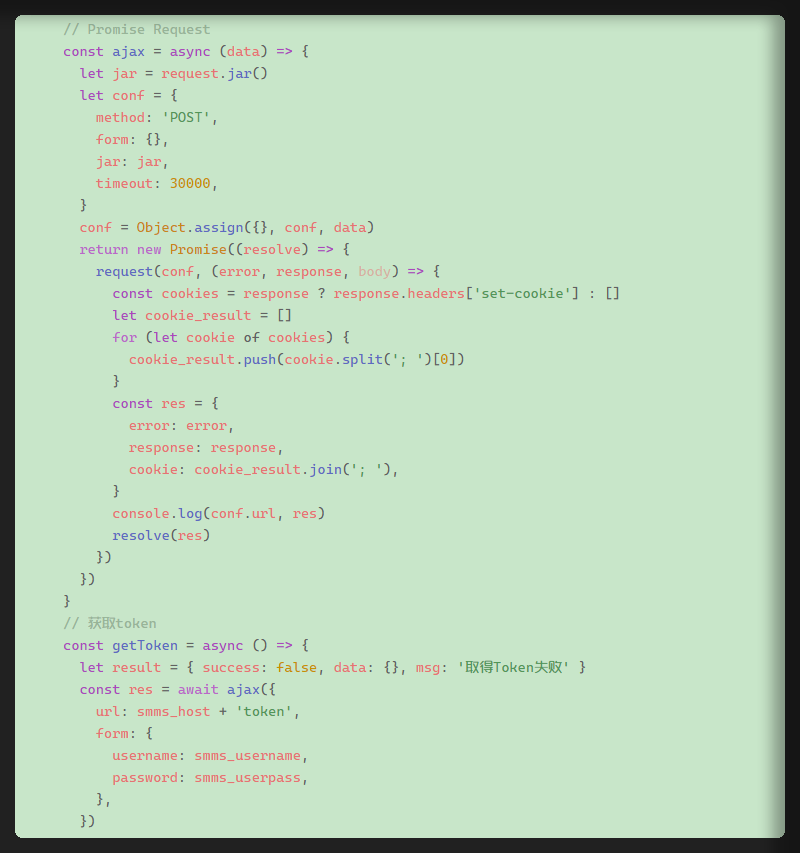 // Promise Request
const ajax = async (data) => {
  let jar = request.jar()
  let conf = {
    method: 'POST',
    form: {},
    jar: jar,
    timeout: 30000,
  }
  conf = Object.assign({}, conf, data)
  return new Promise((resolve) => {
    request(conf, (error, response, body) => {
      const cookies = response ? response.headers['set-cookie'] : []
      let cookie_result = []
      for (let cookie of cookies) {
        cookie_result.push(cookie.split('; ')[0])
      }
      const res = {
        error: error,
        response: response,
        cookie: cookie_result.join('; '),
      }
      console.log(conf.url, res)
      resolve(res)
    })
  })
}
// 获取token
const getToken = async () => {
  let result = { success: false, data: {}, msg: '取得Token失败' }
  const res = await ajax({
    url: smms_host + 'token',
    form: {
      username: smms_username,
      password: smms_userpass,
    },
  })